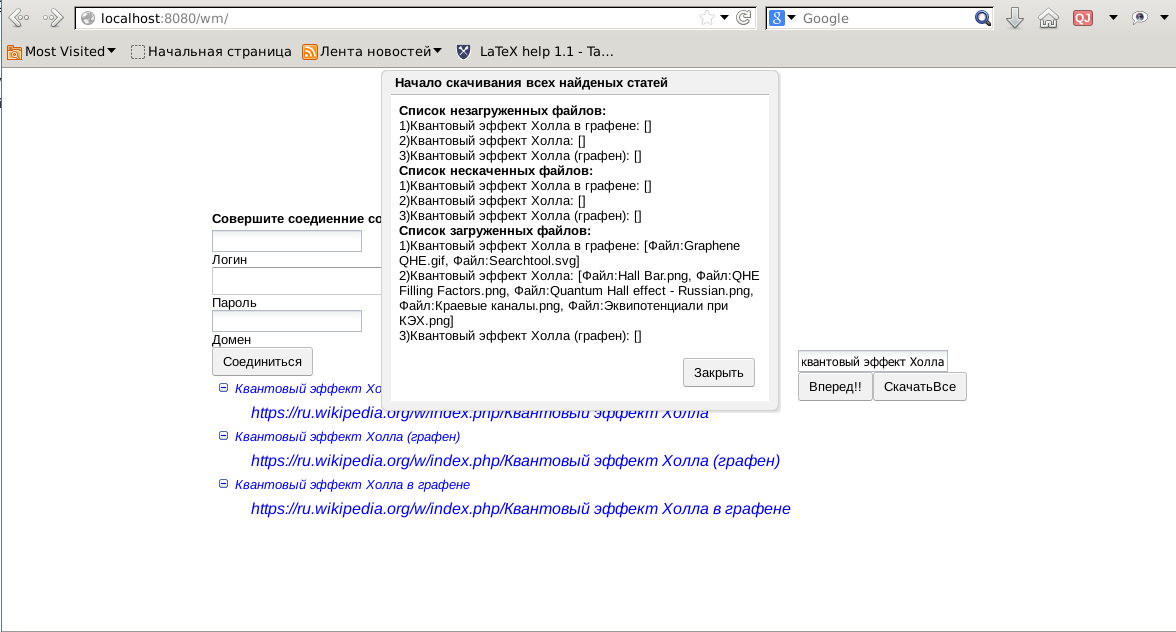 localhost:8080/wm/
Google
QJ
Most Visited
Начальная страница
Лента новостей
LaTeX help 1.1 - Ta...
Начало скачивания всех найденых статей
Список незагруженных файлов:
1)Квантовый эффект Холла в графене: []
2)Квантовый эффект Холла: []
3)Квантовый эффект Холла (графен): []
Список нескаченных файлов:
1)Квантовый эффект Холла в графене: []
2)Квантовый эффект Холла: []
3)Квантовый эффект Холла (графен): []
Список загруженных файлов:
1)Квантовый эффект Холла в графене: [Файл:Graphene
QHE.gif, Файл:Searchtool.svg]
2)Квантовый эффект Холла: [Файл:Hall Bar.png, Файл:QHE
Filling Factors.png, Файл:Quantum Hall effect - Russian.png,
Файл:Краевые каналы.png, Файл:Эквипотенциали при
КЭХ.png]
3)Квантовый эффект Холла (графен): []
Закрыть
Совершите соединение со
Логин
Пароль
Домен
Соединиться
квантовый эффект Холла
Вперед!!
СкачатьВсе
Квантовый эффект Хо
https://ru.wikipedia.org/w/index.php/Квантовый эффект Холла
Квантовый эффект Холла (графен)
https://ru.wikipedia.org/w/index.php/Квантовый эффект Холла (графен)
Квантовый эффект Холла в графене
https://ru.wikipedia.org/w/index.php/Квантовый эффект Холла в графене